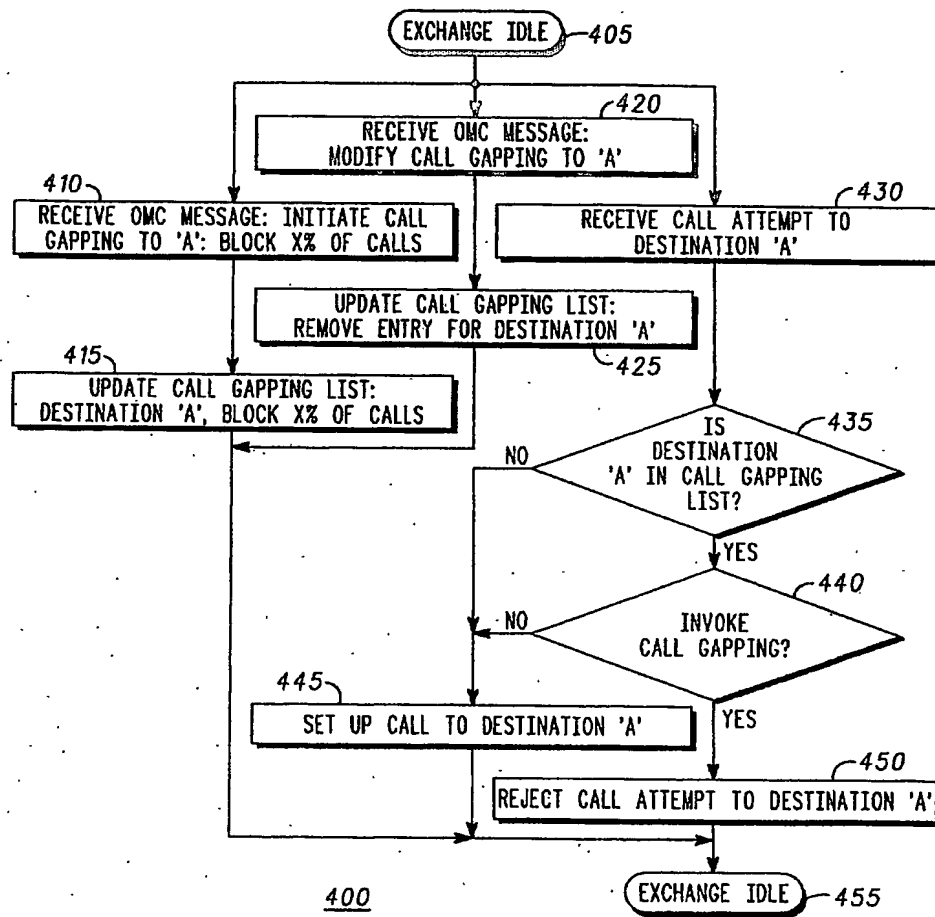 EXCHANGE IDLE
405
420
RECEIVE OMC MESSAGE:
MODIFY CALL GAPPING TO 'A'
410
RECEIVE OMC MESSAGE: INITIATE CALL
GAPPING TO 'A': BLOCK X% OF CALLS
430
RECEIVE CALL ATTEMPT TO
DESTINATION 'A'
UPDATE CALL GAPPING LIST:
REMOVE ENTRY FOR DESTINATION 'A'
425
415
UPDATE CALL GAPPING LIST:
DESTINATION 'A', BLOCK X% OF CALLS
435
IS
DESTINATION
'A' IN CALL GAPPING
LIST?
NO
YES
440
INVOKE
CALL GAPPING?
NO
YES
445
SET UP CALL TO DESTINATION 'A'
450
REJECT CALL ATTEMPT TO DESTINATION 'A';
EXCHANGE IDLE
455
400